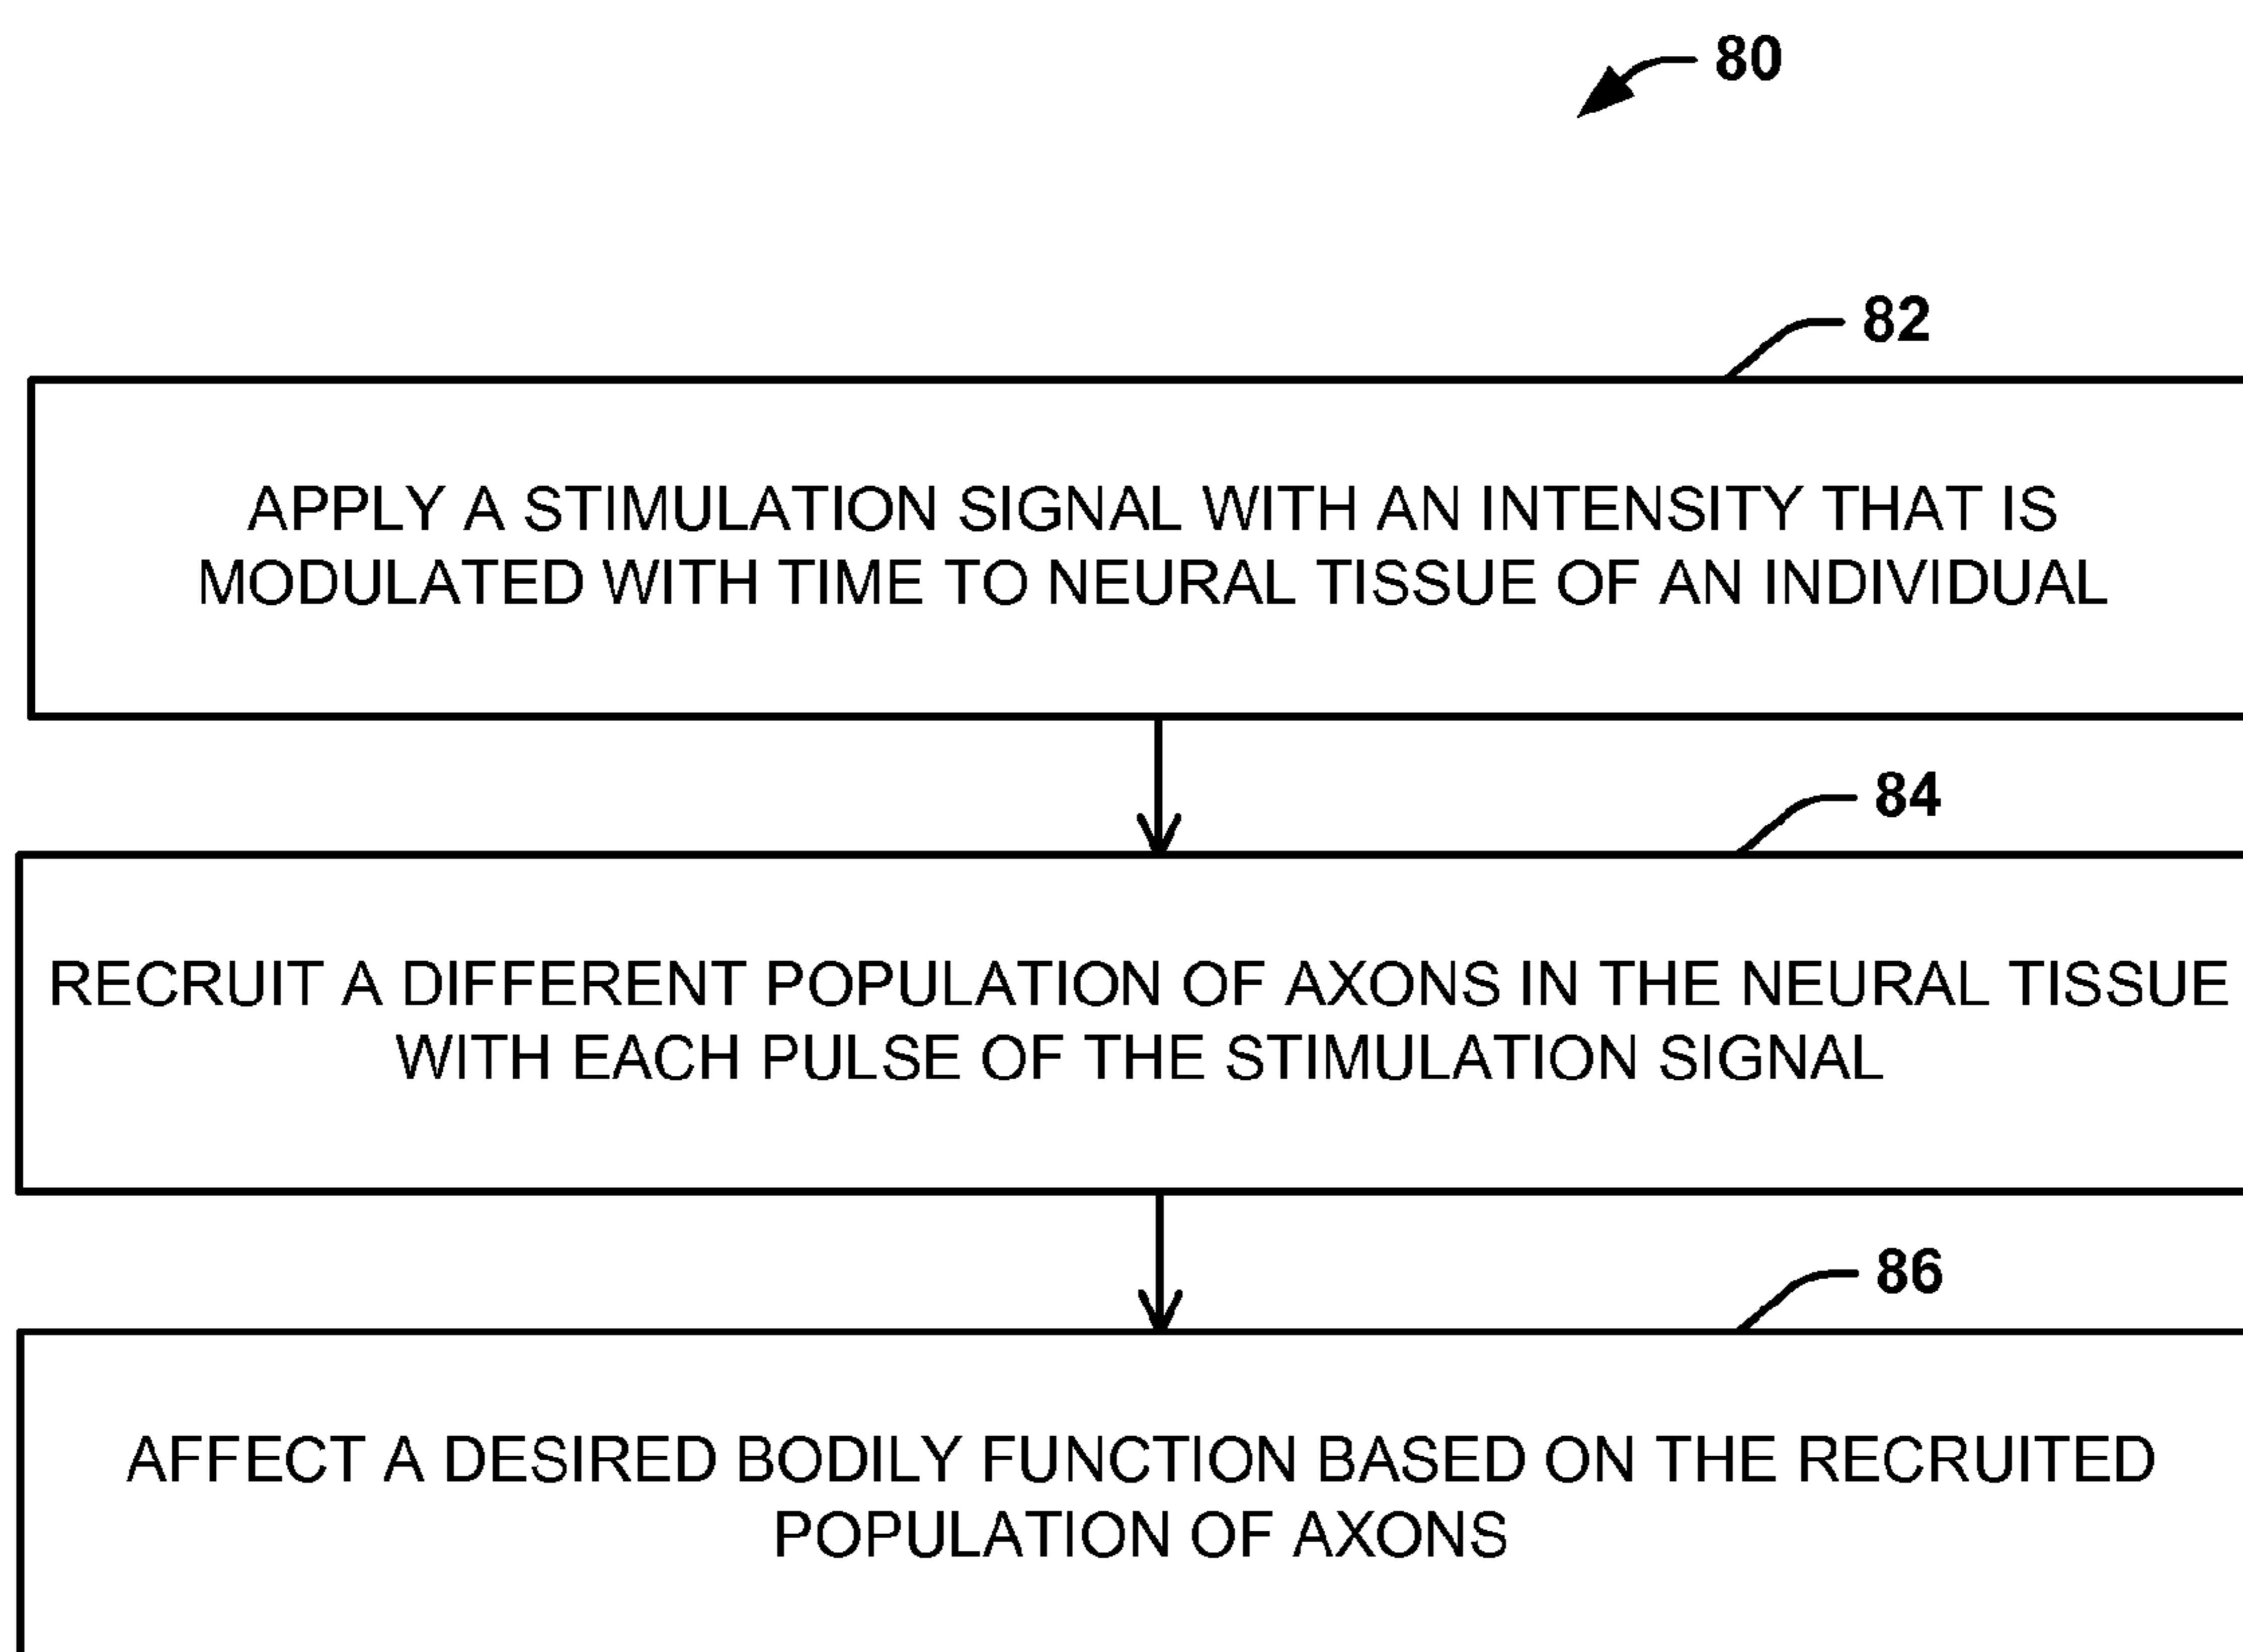 80
82
APPLY A STIMULATION SIGNAL WITH AN INTENSITY THAT IS
MODULATED WITH TIME TO NEURAL TISSUE OF AN INDIVIDUAL
84
RECRUIT A DIFFERENT POPULATION OF AXONS IN THE NEURAL TISSUE
WITH EACH PULSE OF THE STIMULATION SIGNAL
86
AFFECT A DESIRED BODILY FUNCTION BASED ON THE RECRUITED
POPULATION OF AXONS